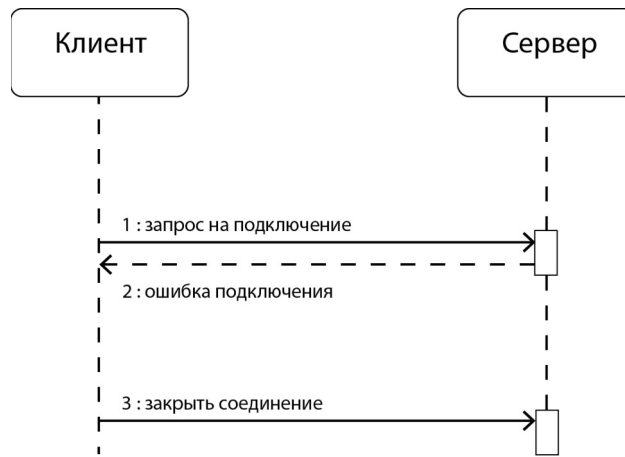 Клиент
Сервер
1 : запрос на подключение
2 : ошибка подключения
3 : закрыть соединение